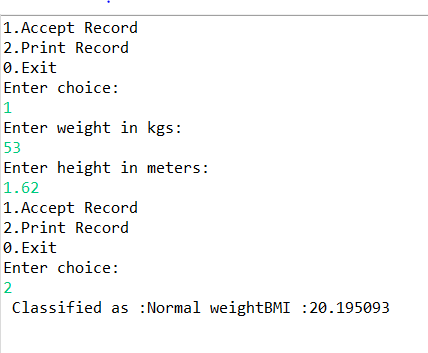 1.Accept Record
2.Print Record
0.Exit
Enter choice:
1
Enter weight in kgs:
53
Enter height in meters:
1.62
1.Accept Record
2.Print Record
0.Exit
Enter choice:
2
Classified as :Normal weightBMI :20.195093